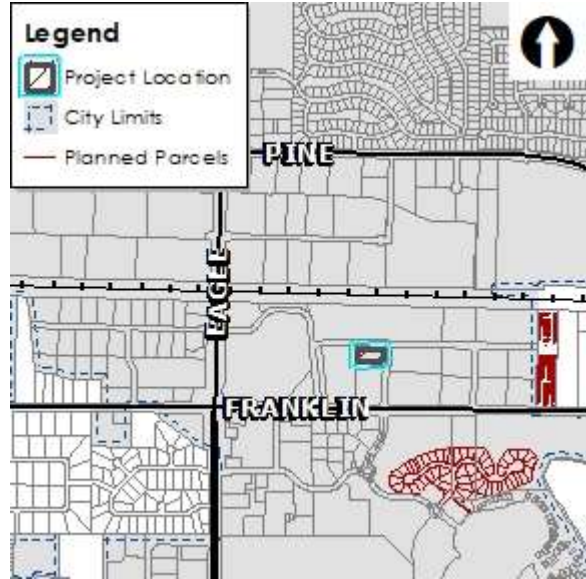 Legend
Project Location
City Limits
Planned Parcels
PINE
EAGLE
FRANKLIN